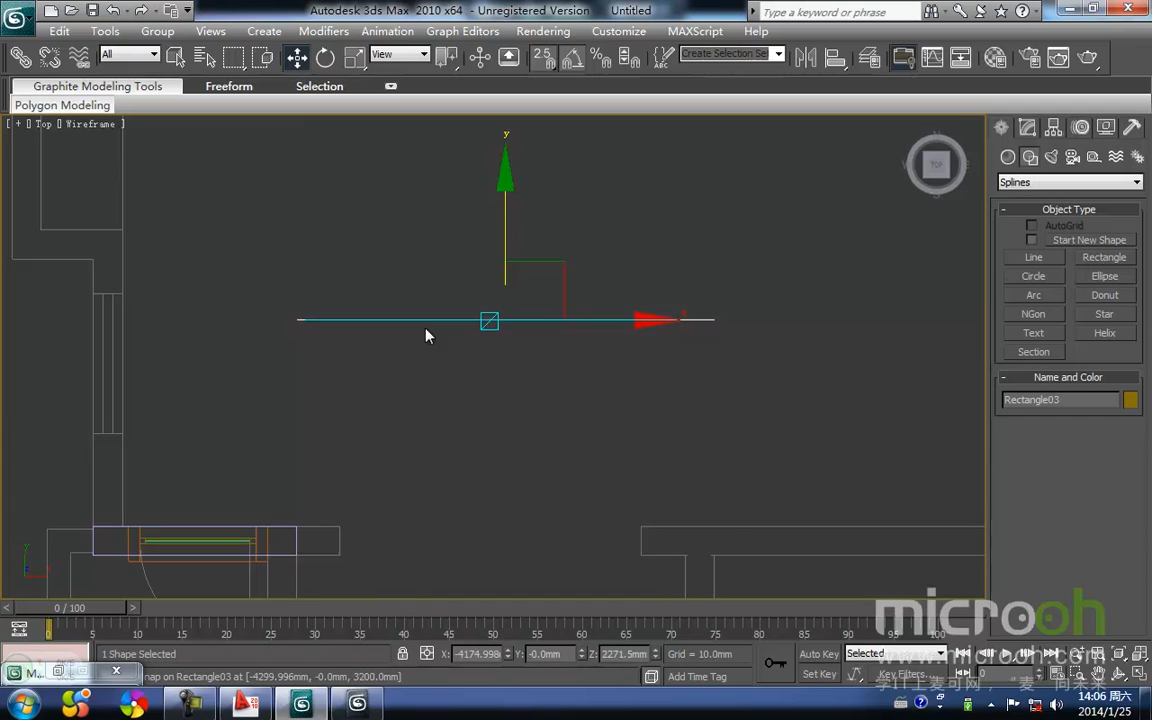 Autodesk 3ds Max 2010 x64 - Unregistered Version Untitled
Type a keyword or phrase
Edit Tools Group Views Create Modifiers Animation Graph Editors Rendering Customize MAXScript Help
All View 2.5 Create Selection Se
Graphite Modeling Tools Freeform Selection
Polygon Modeling
[ + ] Top Wireframe ]
y
TOP
Splines
- Object Type
AutoGrid
Start New Shape
Line Rectangle
Circle Ellipse
Arc Donut
NGon Star
Text Helix
Section
- Name and Color
Rectangle03
x
y
< 0 / 100 >
0 5 10 15 20 25 30 35 40 45 50 55 60 65 70 75 80 85 90 95 100
microoh
www.microoh.com
1 Shape Selected X: -4174.998 Y: -0.0mm Z: 2271.5mm Grid = 10.0mm Auto Key Selected
M...
nap on Rectangle03 at [-4299.996mm, -0.0mm, 3200.0mm] Add Time Tag Set Key Key Filters... 0
14:06 周六
2014/1/25